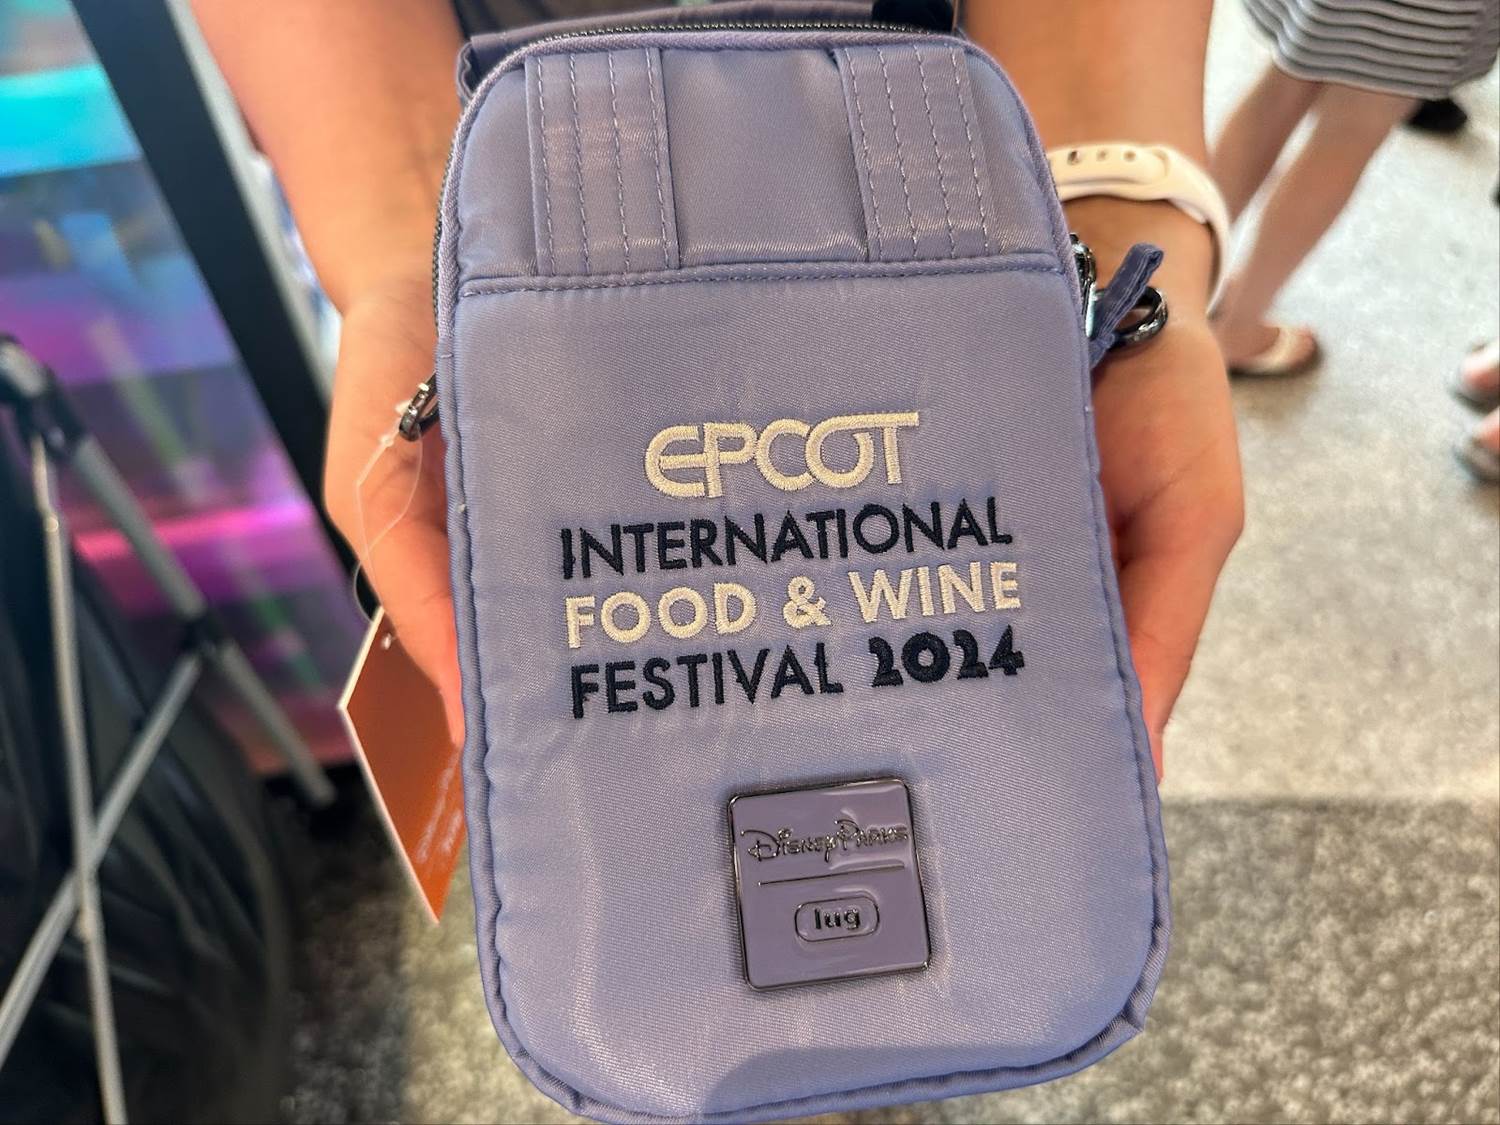 EPCOT
INTERNATIONAL
FOOD & WINE
FESTIVAL 2024
Disney Parks
lug